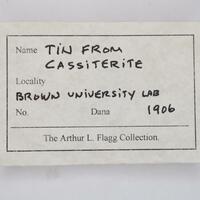 Name TIN FROM
CASSITERITE
Locality
BROWN UNIVERSITY LAB
No. Dana 1906
The Arthur L. Flagg Collection.